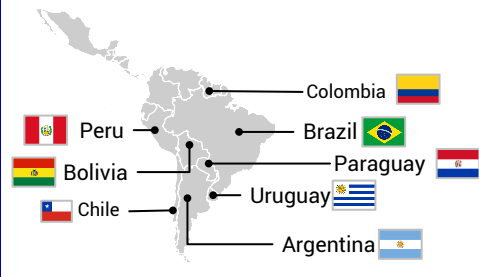 Colombia
Peru
Brazil
Bolivia
Paraguay
Uruguay
Chile
Argentina